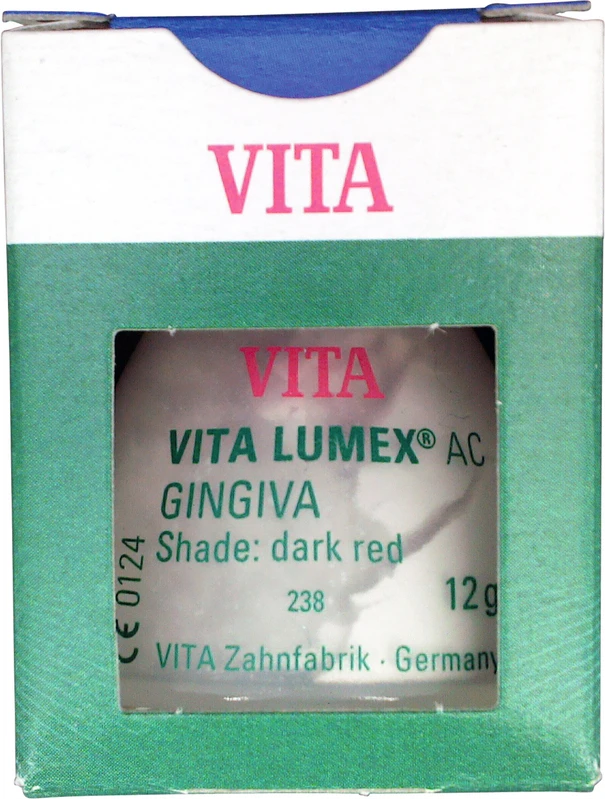 VITA
VITA
VITA LUMEX® AC
GINGIVA
Shade: dark red
238 12g
VITA Zahnfabrik · Germany
CE 0124